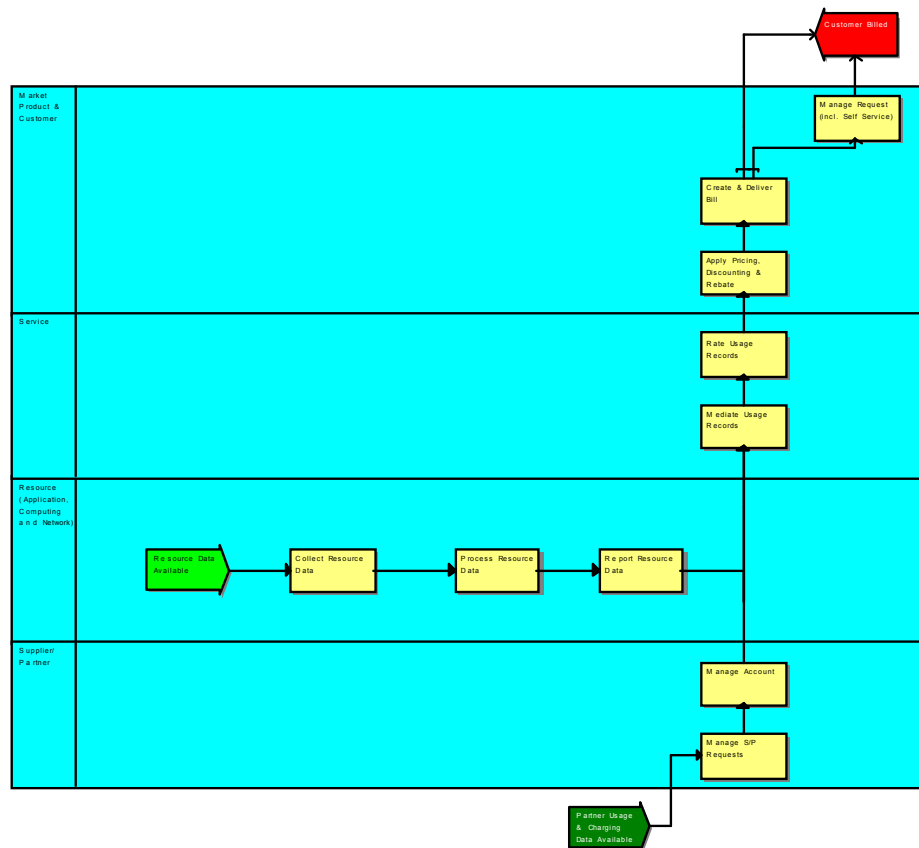 Customer Billed
Market
Product &
Customer
Manage Request
(incl. Self Service)
Create & Deliver
Bill
Apply Pricing,
Discounting &
Rebate
Service
Rate Usage
Records
Mediate Usage
Records
Resource
(Application,
Computing
and Network)
Resource Data
Available
Collect Resource
Data
Process Resource
Data
Report Resource
Data
Supplier/
Partner
Manage Account
Manage S/P
Requests
Partner Usage
& Charging
Data Available